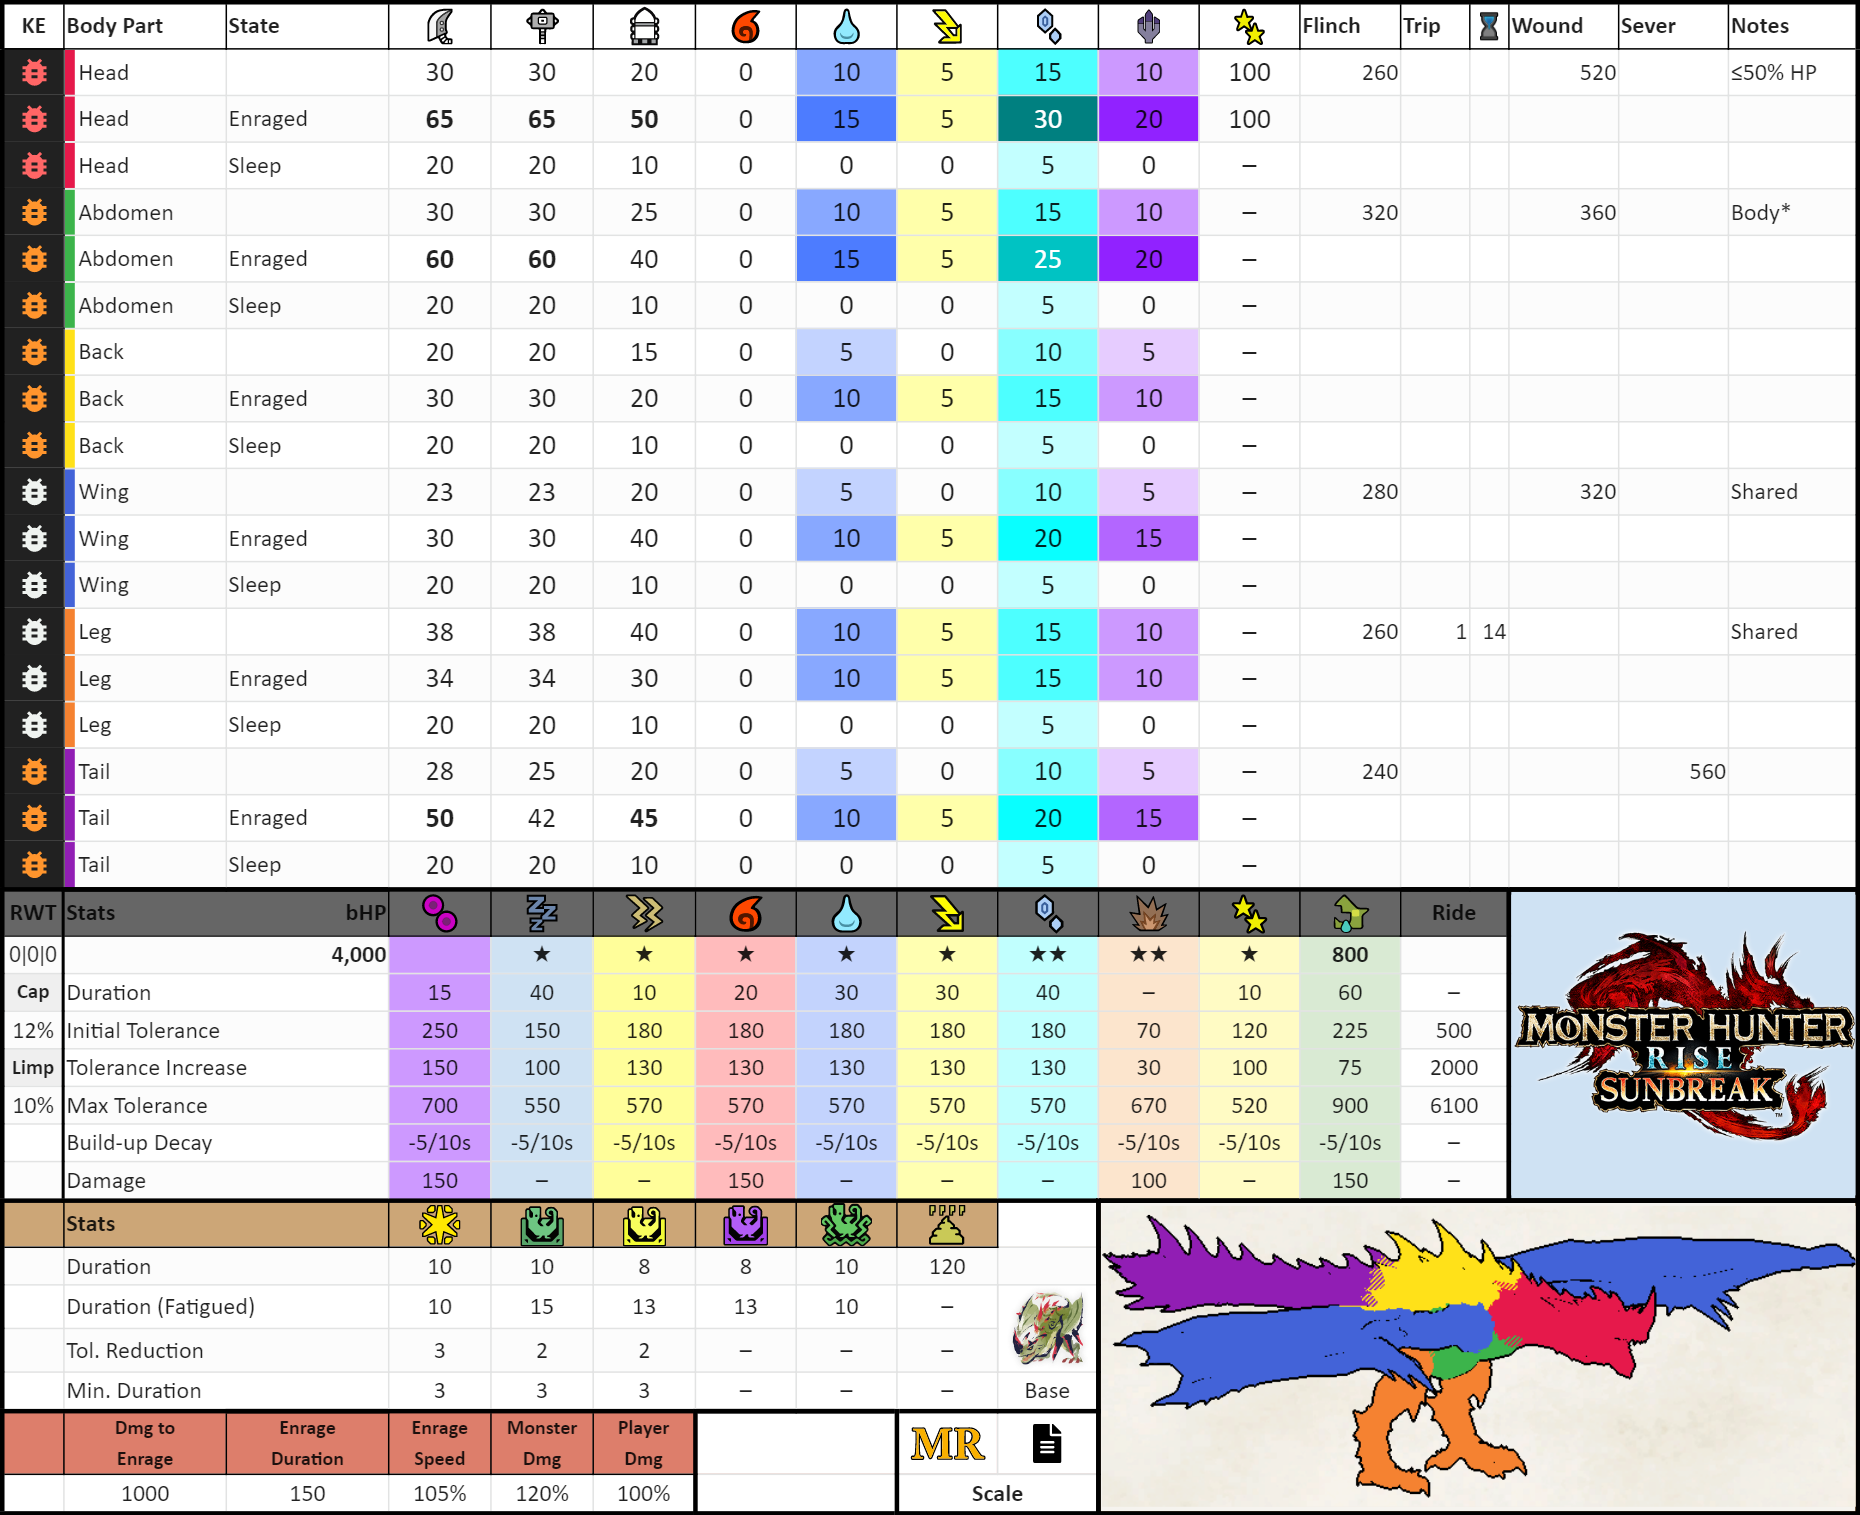 KE Body Part State Flinch Trip Wound Sever Notes
Head 30 30 20 0 10 5 15 10 100 260 520 ≤50% HP
Head Enraged 65 65 50 0 15 5 30 20 100
Head Sleep 20 20 10 0 0 0 5 0 –
Abdomen 30 30 25 0 10 5 15 10 – 320 360 Body*
Abdomen Enraged 60 60 40 0 15 5 25 20 –
Abdomen Sleep 20 20 10 0 0 0 5 0 –
Back 20 20 15 0 5 0 10 5 –
Back Enraged 30 30 20 0 10 5 15 10 –
Back Sleep 20 20 10 0 0 0 5 0 –
Wing 23 23 20 0 5 0 10 5 – 280 320 Shared
Wing Enraged 30 30 40 0 10 5 20 15 –
Wing Sleep 20 20 10 0 0 0 5 0 –
Leg 38 38 40 0 10 5 15 10 – 260 1 14 Shared
Leg Enraged 34 34 30 0 10 5 15 10 –
Leg Sleep 20 20 10 0 0 0 5 0 –
Tail 28 25 20 0 5 0 10 5 – 240 560
Tail Enraged 50 42 45 0 10 5 20 15 –
Tail Sleep 20 20 10 0 0 0 5 0 –
RWT Stats bHP Ride
0|0|0 4,000 ★ ★ ★ ★ ★ ★★ ★★ ★ 800
Cap Duration 15 40 10 20 30 30 40 – 10 60 –
12% Initial Tolerance 250 150 180 180 180 180 180 70 120 225 500
Limp Tolerance Increase 150 100 130 130 130 130 130 30 100 75 2000
10% Max Tolerance 700 550 570 570 570 570 570 670 520 900 6100
Build-up Decay -5/10s -5/10s -5/10s -5/10s -5/10s -5/10s -5/10s -5/10s -5/10s -5/10s –
Damage 150 – – 150 – – – 100 – 150 –
MONSTER HUNTER
RISE
SUNBREAK
™
Stats
Duration 10 10 8 8 10 120
Duration (Fatigued) 10 15 13 13 10 –
Tol. Reduction 3 2 2 – – –
Min. Duration 3 3 3 – – – Base
Dmg to Enrage Enrage Duration Enrage Speed Monster Dmg Player Dmg MR
1000 150 105% 120% 100% Scale